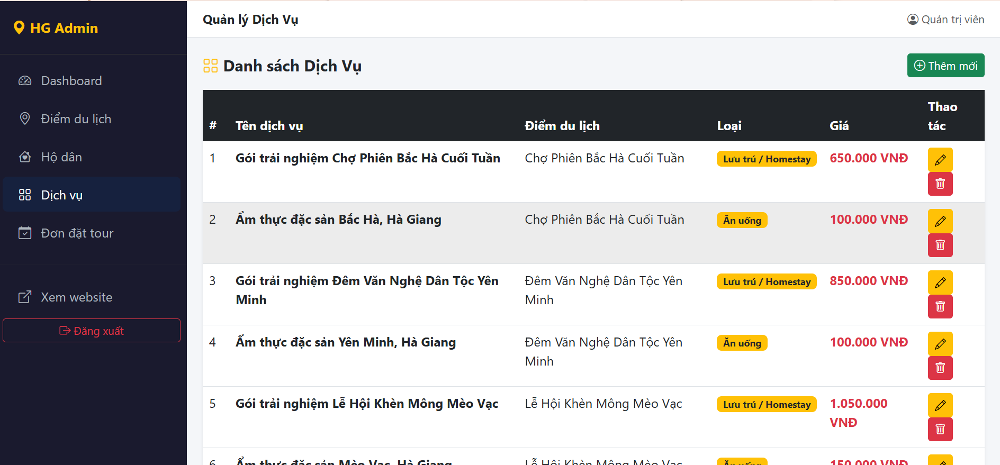 HG Admin
Dashboard
Điểm du lịch
Hộ dân
Dịch vụ
Đơn đặt tour
Xem website
Đăng xuất
Quản lý Dịch Vụ
Quản trị viên
Danh sách Dịch Vụ
Thêm mới
# Tên dịch vụ Điểm du lịch Loại Giá Thao tác
1 Gói trải nghiệm Chợ Phiên Bắc Hà Cuối Tuần Chợ Phiên Bắc Hà Cuối Tuần Lưu trú / Homestay 650.000 VNĐ
2 Ẩm thực đặc sản Bắc Hà, Hà Giang Chợ Phiên Bắc Hà Cuối Tuần Ăn uống 100.000 VNĐ
3 Gói trải nghiệm Đêm Văn Nghệ Dân Tộc Yên Minh Đêm Văn Nghệ Dân Tộc Yên Minh Lưu trú / Homestay 850.000 VNĐ
4 Ẩm thực đặc sản Yên Minh, Hà Giang Đêm Văn Nghệ Dân Tộc Yên Minh Ăn uống 100.000 VNĐ
5 Gói trải nghiệm Lễ Hội Khèn Mông Mèo Vạc Lễ Hội Khèn Mông Mèo Vạc Lưu trú / Homestay 1.050.000 VNĐ
6 Ẩm thực đặc sản Mèo Vạc, Hà Giang Lễ Hội Khèn Mông Mèo Vạc Ăn uống 150.000 VNĐ